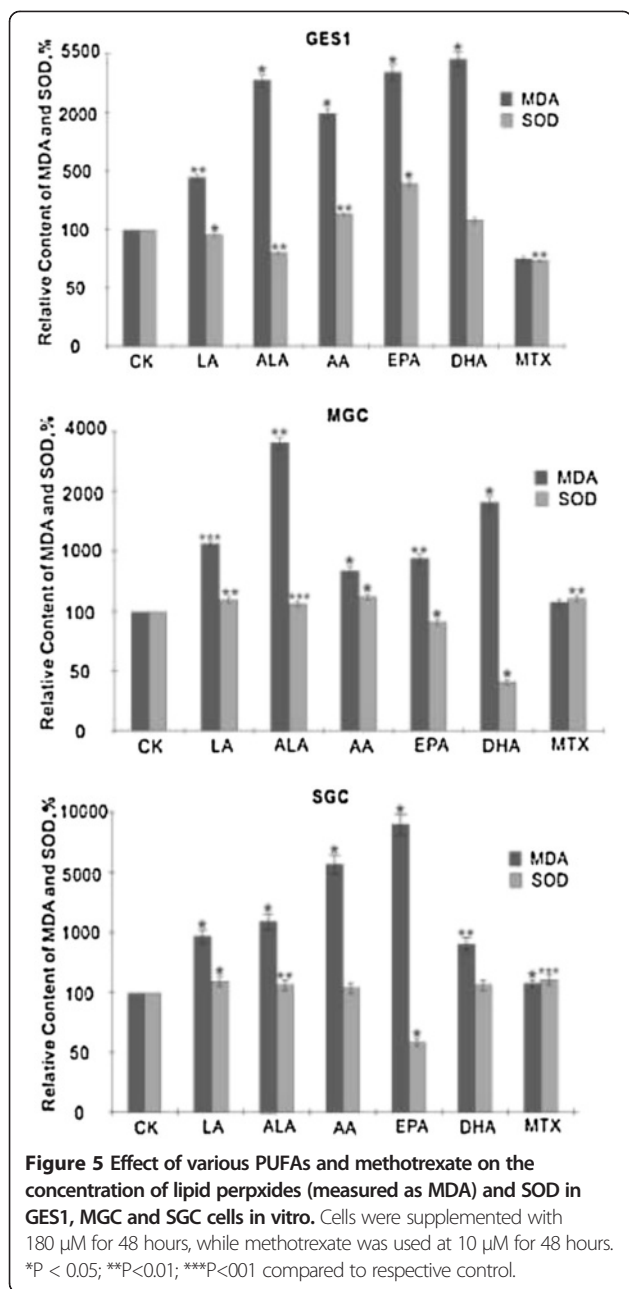 GES1
Relative Content of MDA and SOD,%
5500
2000
500
100
50
0
MDA
SOD
** * * ** * ** * * * **
CK LA ALA AA EPA DHA MTX
MGC
Relative Content of MDA and SOD,%
4000
2000
1000
100
50
0
MDA
SOD
*** ** ** *** * * ** * * * **
CK LA ALA AA EPA DHA MTX
SGC
Relative Content of MDA and SOD,%
10000
5000
1000
100
50
0
MDA
SOD
* * * ** * * * ** * ***
CK LA ALA AA EPA DHA MTX
Figure 5 Effect of various PUFAs and methotrexate on the
concentration of lipid perpxides (measured as MDA) and SOD in
GES1, MGC and SGC cells in vitro. Cells were supplemented with
180 μM for 48 hours, while methotrexate was used at 10 μM for 48 hours.
*P < 0.05; **P<0.01; ***P<001 compared to respective control.